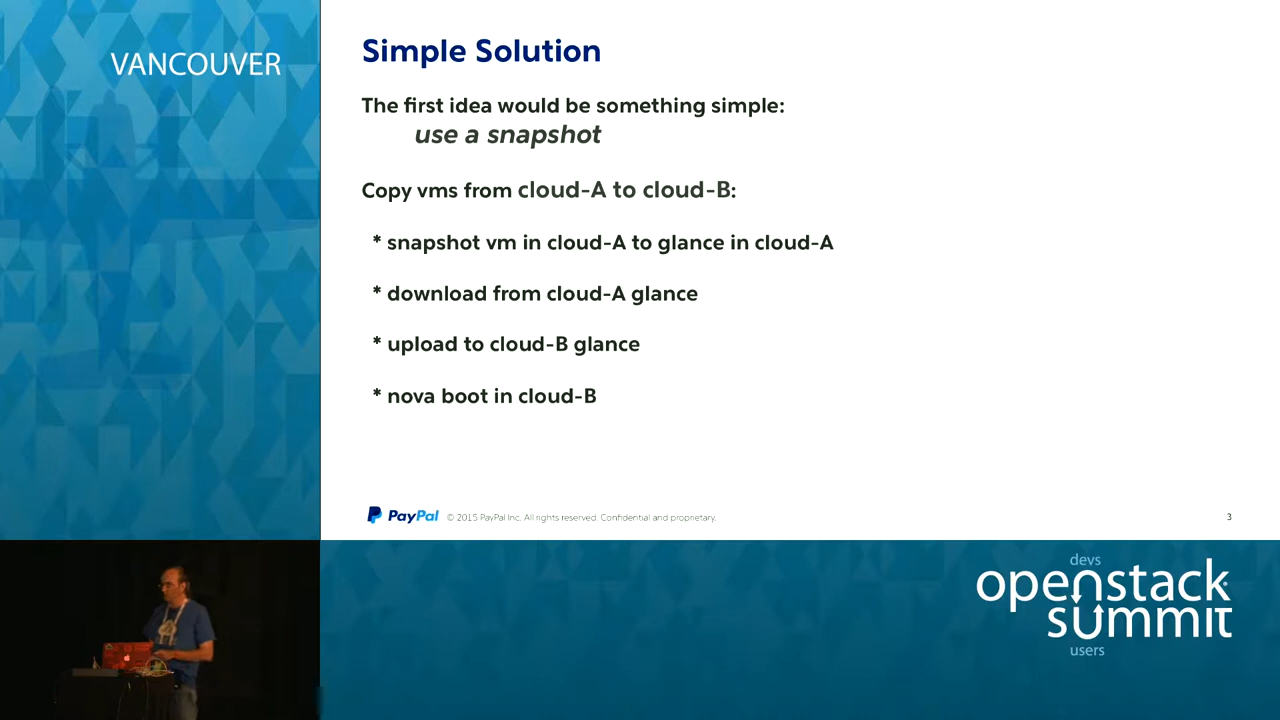 VANCOUVER
Simple Solution
The first idea would be something simple:
use a snapshot
Copy vms from cloud-A to cloud-B:
* snapshot vm in cloud-A to glance in cloud-A
* download from cloud-A glance
* upload to cloud-B glance
* nova boot in cloud-B
PayPal © 2015 PayPal Inc. All rights reserved. Confidential and proprietary.
3
devs
openstack
summit
users